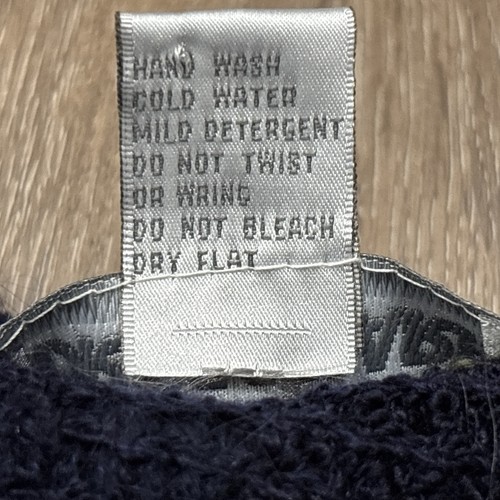 HAND WASH
COLD WATER
MILD DETERGENT
DO NOT TWIST
OR WRING
DO NOT BLEACH
DRY FLAT